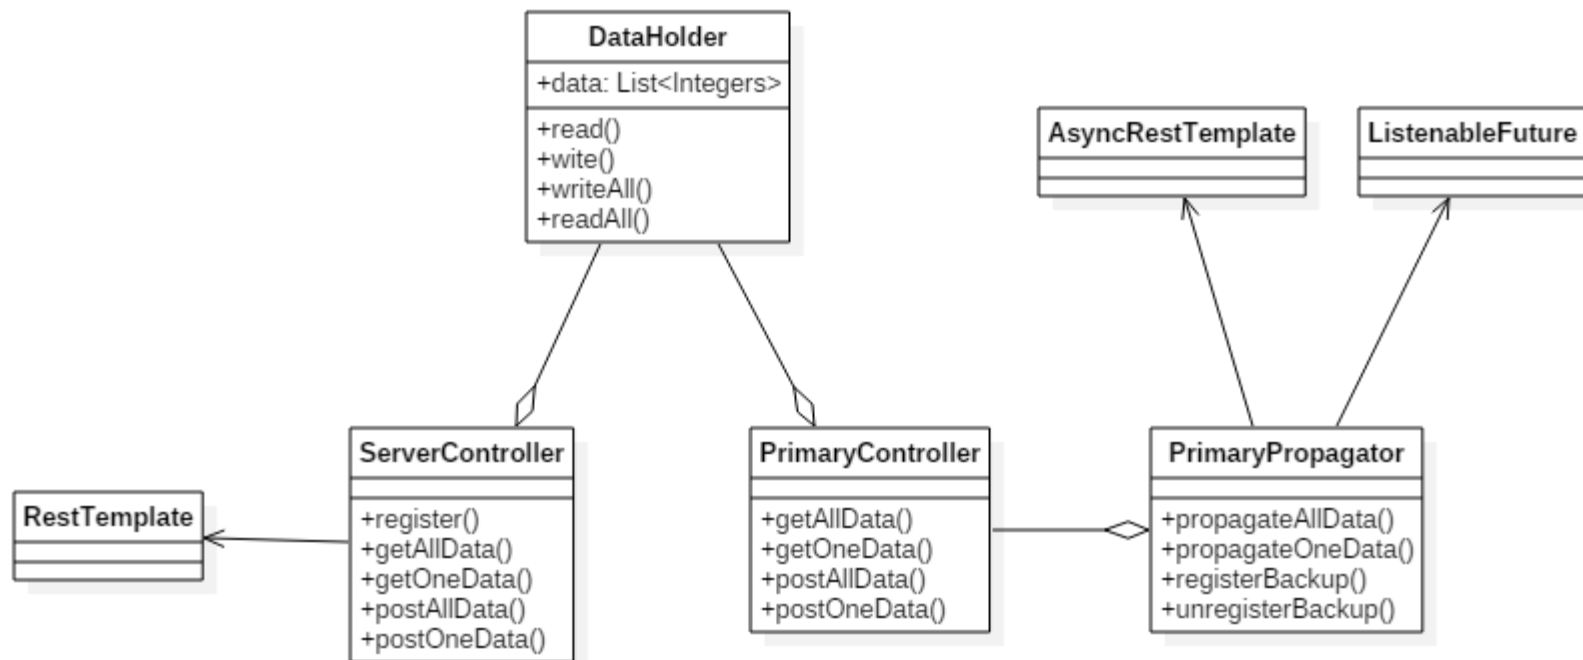 DataHolder
+data: List<Integers>
+read()
+wite()
+writeAll()
+readAll()
AsyncRestTemplate
ListenableFuture
RestTemplate
ServerController
+register()
+getAllData()
+getOneData()
+postAllData()
+postOneData()
PrimaryController
+getAllData()
+getOneData()
+postAllData()
+postOneData()
PrimaryPropagator
+propagateAllData()
+propagateOneData()
+registerBackup()
+unregisterBackup()